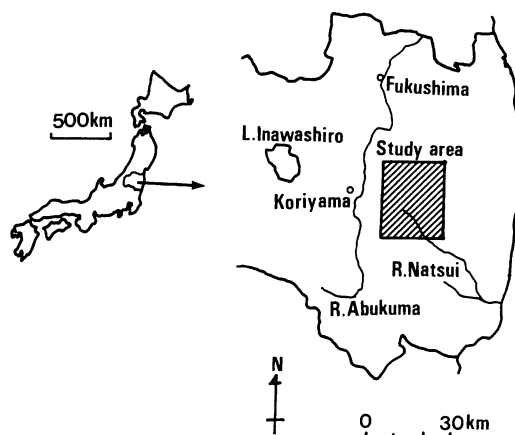 500km
Fukushima
L.Inawashiro
Study area
Koriyama
R.Natsui
R.Abukuma
N
0 30km